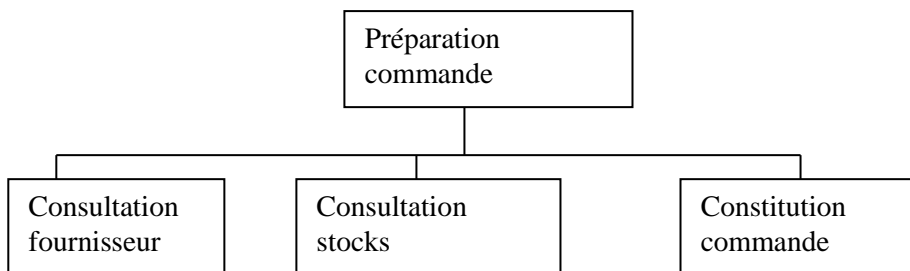 Préparation
commande
Consultation
fournisseur
Consultation
stocks
Constitution
commande